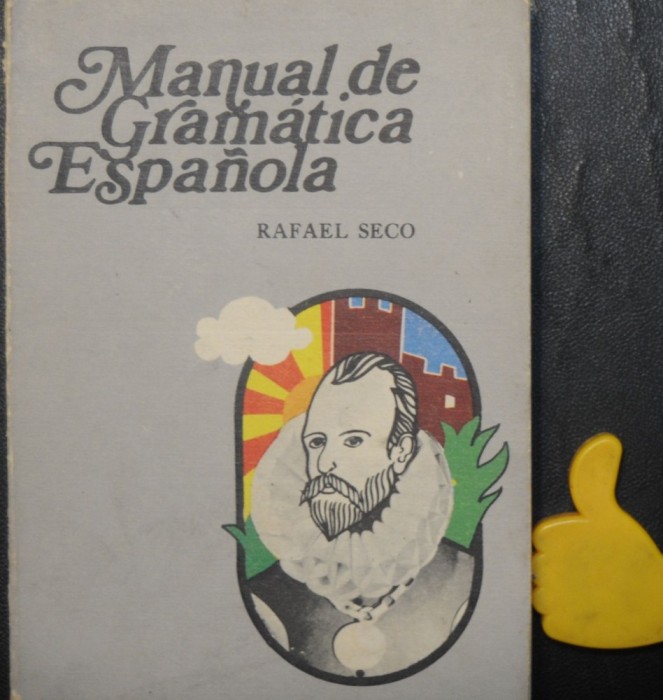 Manual de
Gramática
Española
RAFAEL SECO